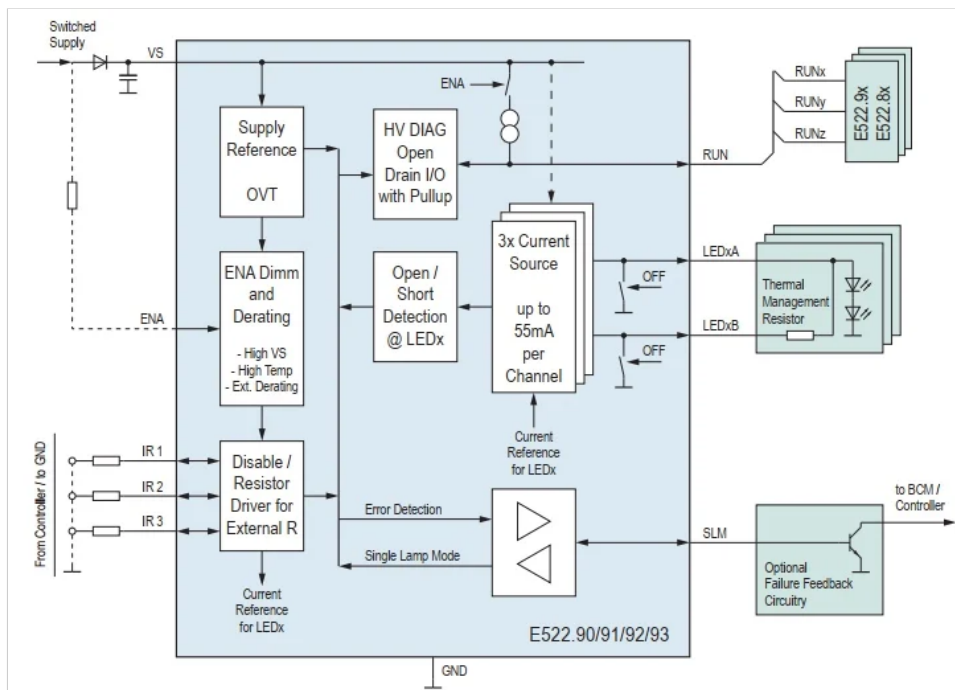 Switched
Supply
VS
ENA
RUNx
RUNy
RUNz
E522.9x
E522.8x
Supply
Reference
OVT
HV DIAG
Open
Drain I/O
with Pullup
RUN
ENA Dimm
and
Derating
- High VS
- High Temp
- Ext. Derating
ENA
Open /
Short
Detection
@ LEDx
3x Current
Source
up to
55mA
per
Channel
LEDxA
OFF
LEDxB
OFF
Thermal
Management
Resistor
Current
Reference
for LEDx
From Controller / to GND
IR 1
IR 2
IR 3
Disable /
Resistor
Driver for
External R
Error Detection
Single Lamp Mode
SLM
to BCM /
Controller
Optional
Failure Feedback
Circuitry
Current
Reference
for LEDx
E522.90/91/92/93
GND